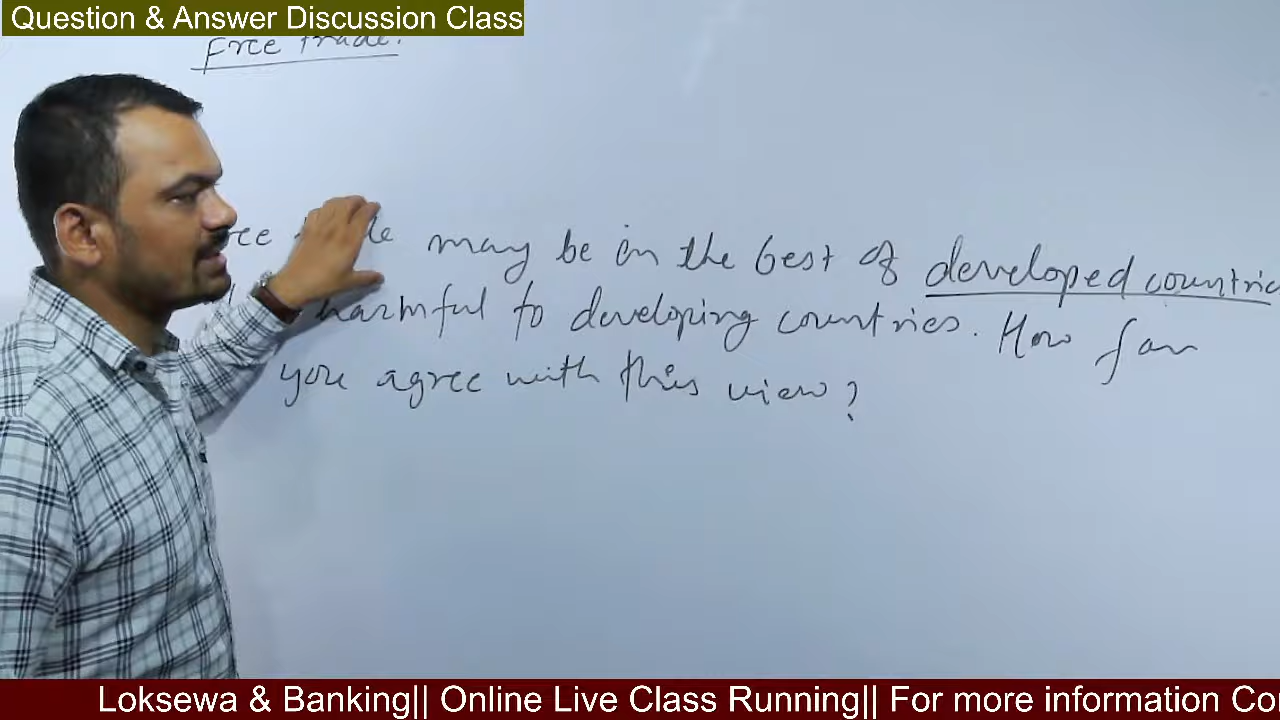 Question & Answer Discussion Class
Free trade.
may be in the best of developed countrie
harmful to developing countries. How far
you agree with this view?
Loksewa & Banking|| Online Live Class Running|| For more information Co